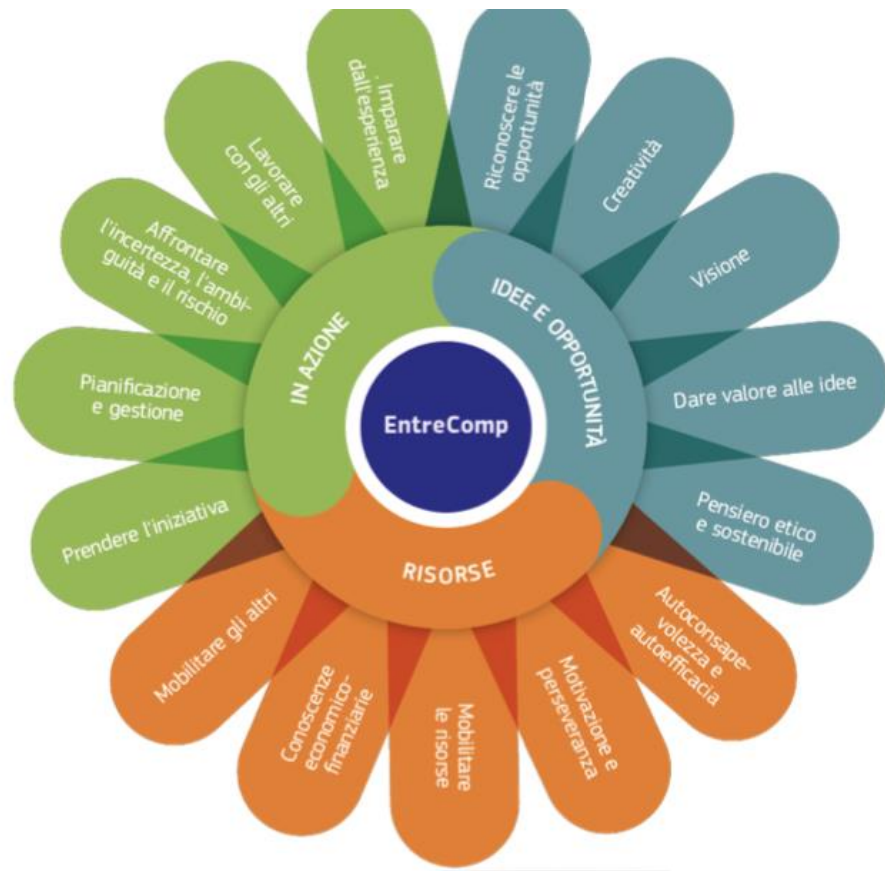 EntreComp
IDEE E OPPORTUNITÀ
Riconoscere le
opportunità
Creatività
Visione
Dare valore alle idee
Pensiero etico
e sostenibile
RISORSE
Autoconsape-
volezza e
autoefficacia
Motivazione e
perseveranza
Mobilitare
le risorse
Conoscenze
economico-
finanziarie
Mobilitare gli altri
IN AZIONE
Prendere l'iniziativa
Pianificazione
e gestione
Affrontare
l'incertezza, l'ambi-
guità e il rischio
Lavorare
con gli altri
Imparare
dall'esperienza